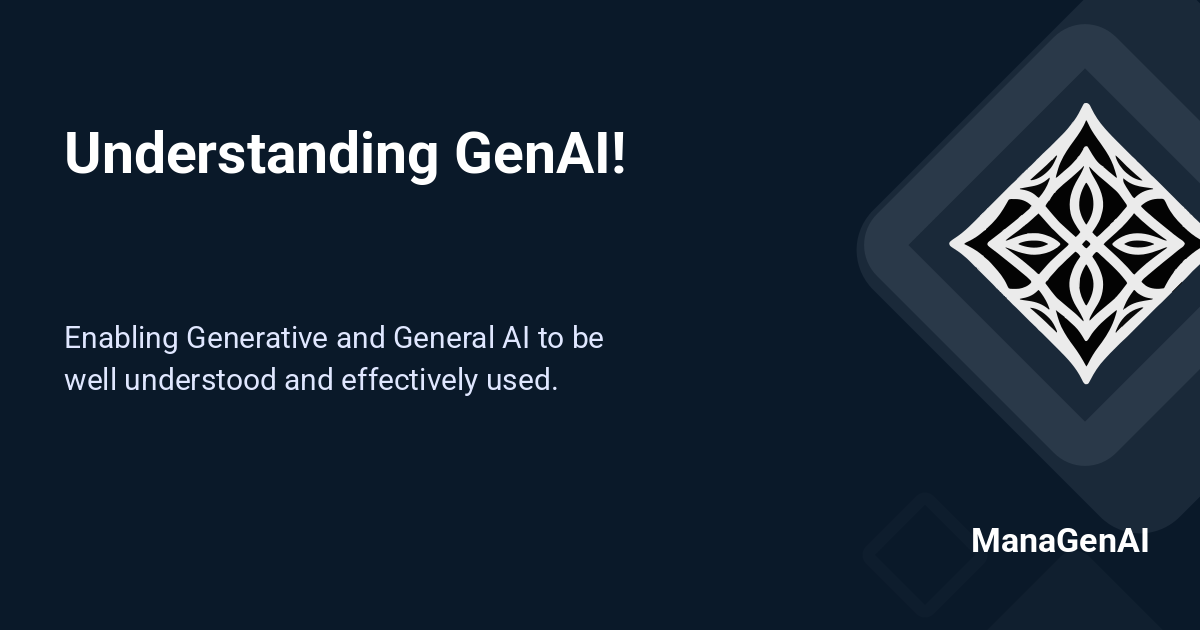 Understanding GenAI!
Enabling Generative and General AI to be
well understood and effectively used.
ManaGenAI